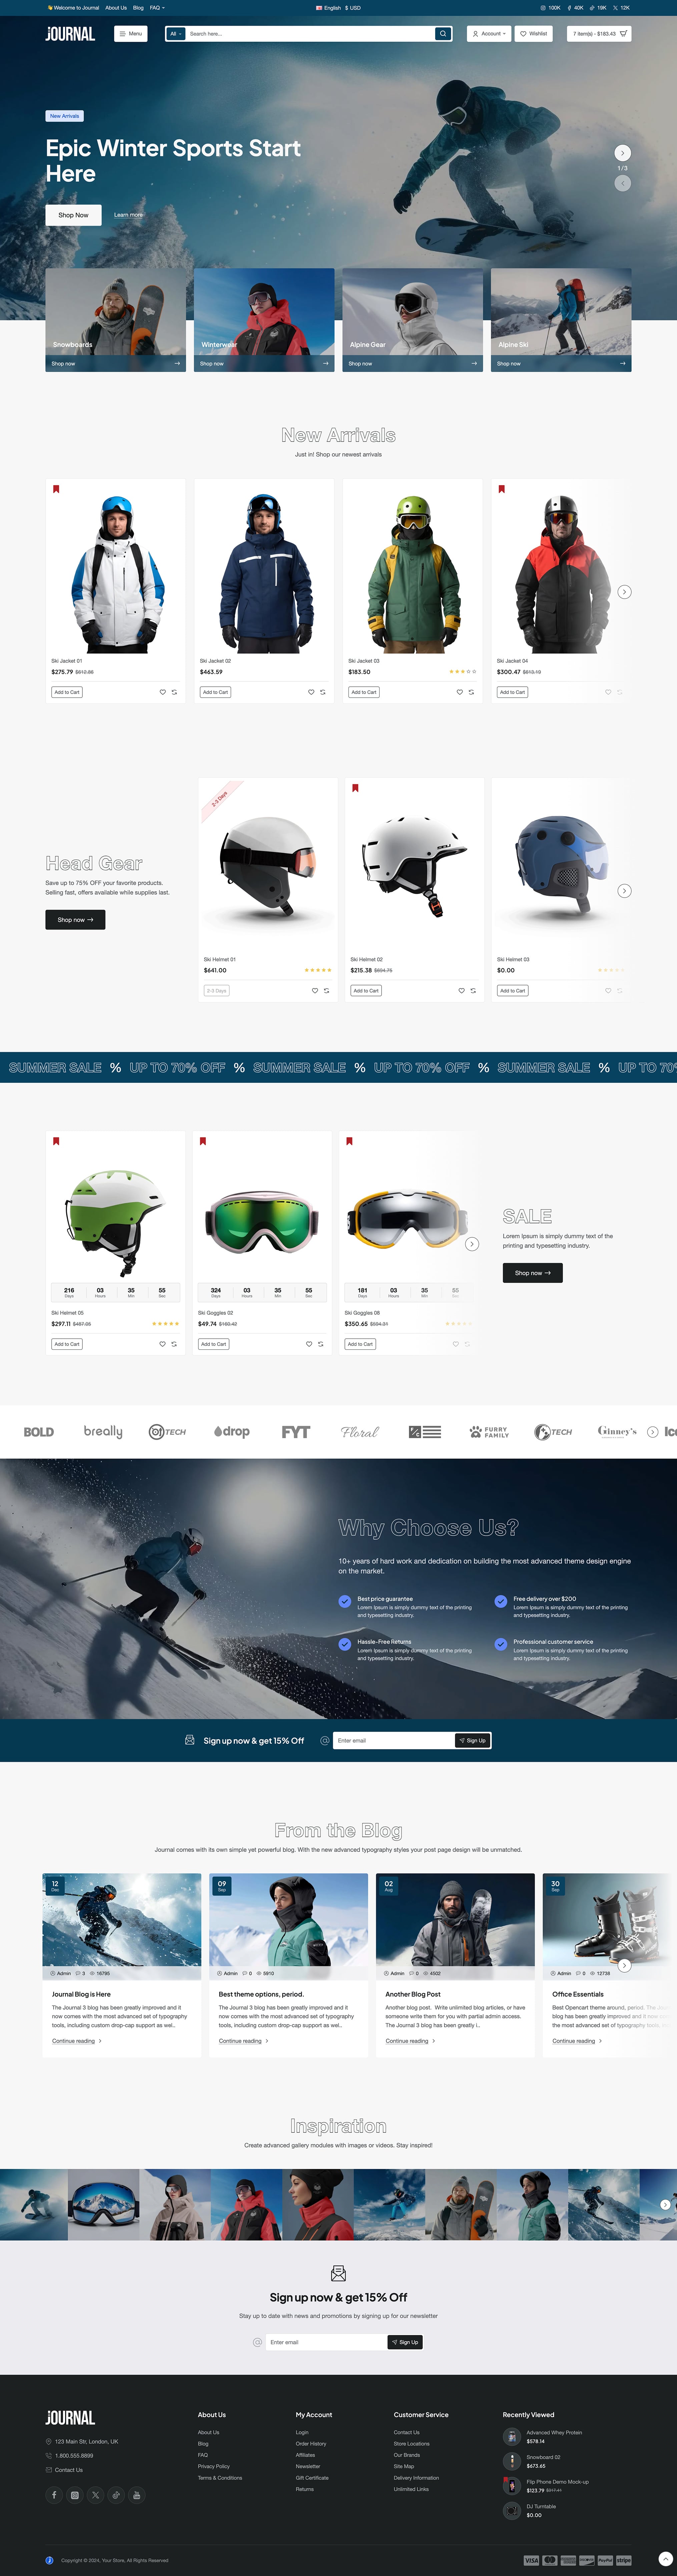 👋 Welcome to Journal About Us Blog FAQ English $ USD 100K 40K 19K 12K
JOURNAL Menu All Search here... Account Wishlist 7 item(s) - $183.43
New Arrivals
Epic Winter Sports Start
Here
1 / 3
Shop Now Learn more
Snowboards Winterwear Alpine Gear Alpine Ski
Shop now Shop now Shop now Shop now
New Arrivals
Just in! Shop our newest arrivals
Ski Jacket 01 Ski Jacket 02 Ski Jacket 03 Ski Jacket 04
$275.79 $612.86 $463.59 $183.50 $300.47 $613.19
Add to Cart Add to Cart Add to Cart Add to Cart
2-3 Days
Head Gear
Save up to 75% OFF your favorite products.
Selling fast, offers available while supplies last.
Shop now
Ski Helmet 01 Ski Helmet 02 Ski Helmet 03
$641.00 $215.38 $0.00
2-3 Days Add to Cart Add to Cart
SUMMER SALE % UP TO 70% OFF % SUMMER SALE % UP TO 70% OFF % SUMMER SALE % UP TO 70%
SALE
Lorem Ipsum is simply dummy text of the
printing and typesetting industry.
Shop now
216 03 35 55 324 03 35 55 181 03 35 55
Days Hours Min Sec Days Hours Min Sec Days Hours Min Sec
Ski Helmet 05 Ski Goggles 02 Ski Goggles 08
$297.11 $49.74 $350.65
Add to Cart Add to Cart Add to Cart
BOLD breally TECH drop FYT Floral FURRY FAMILY TECH Ginney's Ico
Why Choose Us?
10+ years of hard work and dedication on building the most advanced theme design engine
on the market.
Best price guarantee Free delivery over $200
Lorem Ipsum is simply dummy text of the printing Lorem Ipsum is simply dummy text of the printing
and typesetting industry. and typesetting industry.
Hassle-Free Returns Professional customer service
Lorem Ipsum is simply dummy text of the printing Lorem Ipsum is simply dummy text of the printing
and typesetting industry. and typesetting industry.
Sign up now & get 15% Off Enter email Sign Up
From the Blog
Journal comes with its own simple yet powerful blog. With the new advanced typography styles your post page design will be unmatched.
12 09 02 30
Dec Sep Aug Sep
Admin 3 16795 Admin 0 5910 Admin 0 4502 Admin 0 12738
Journal Blog is Here
The Journal 3 blog has been greatly improved and it
now comes with the most advanced set of typography
tools, including custom drop-cap support as wel..
Continue reading
Best theme options, period.
The Journal 3 blog has been greatly improved and it
now comes with the most advanced set of typography
tools, including custom drop-cap support as wel..
Continue reading
Another Blog Post
Another blog post. Write unlimited blog articles, or have
someone write them for you with partial admin access.
The Journal 3 blog has been greatly i..
Continue reading
Office Essentials
Best Opencart theme around, period. The
blog has been greatly improved and it now
the most advanced set of typography tools,
Continue reading
Inspiration
Create advanced gallery modules with images or videos. Stay inspired!
Sign up now & get 15% Off
Stay up to date with news and promotions by signing up for our newsletter
Enter email Sign Up
JOURNAL
123 Main Str, London, UK
1.800.555.8899
Contact Us
About Us
About Us
Blog
FAQ
Privacy Policy
Terms & Conditions
My Account
Login
Order History
Affiliates
Newsletter
Gift Certificate
Returns
Customer Service
Contact Us
Store Locations
Our Brands
Site Map
Delivery Information
Unlimited Links
Recently Viewed
Advanced Whey Protein
$578.14
Snowboard 02
$673.65
Flip Phone Demo Mock-up
$123.79
DJ Turntable
$0.00
Copyright © 2024, Your Store, All Rights Reserved
VISA PayPal stripe